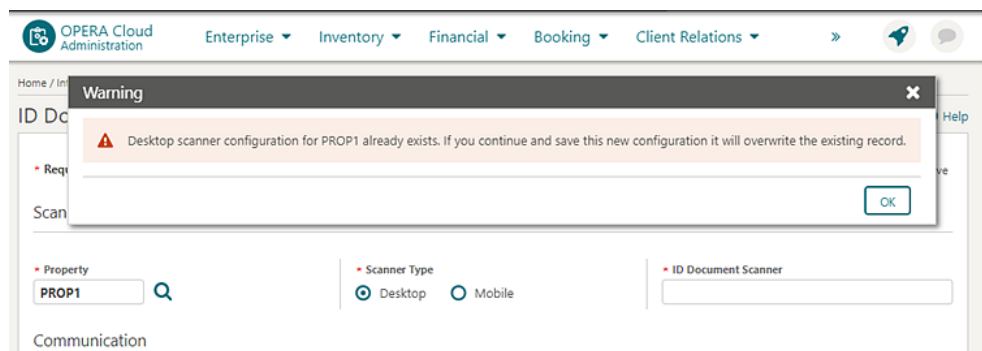 OPERA Cloud
Administration
Enterprise Inventory Financial Booking Client Relations »
Home / In
Warning
ID Do
Help
Desktop scanner configuration for PROP1 already exists. If you continue and save this new configuration it will overwrite the existing record.
* Requ
ve
Scan
OK
* Property
* Scanner Type
* ID Document Scanner
PROP1
Desktop
Mobile
Communication